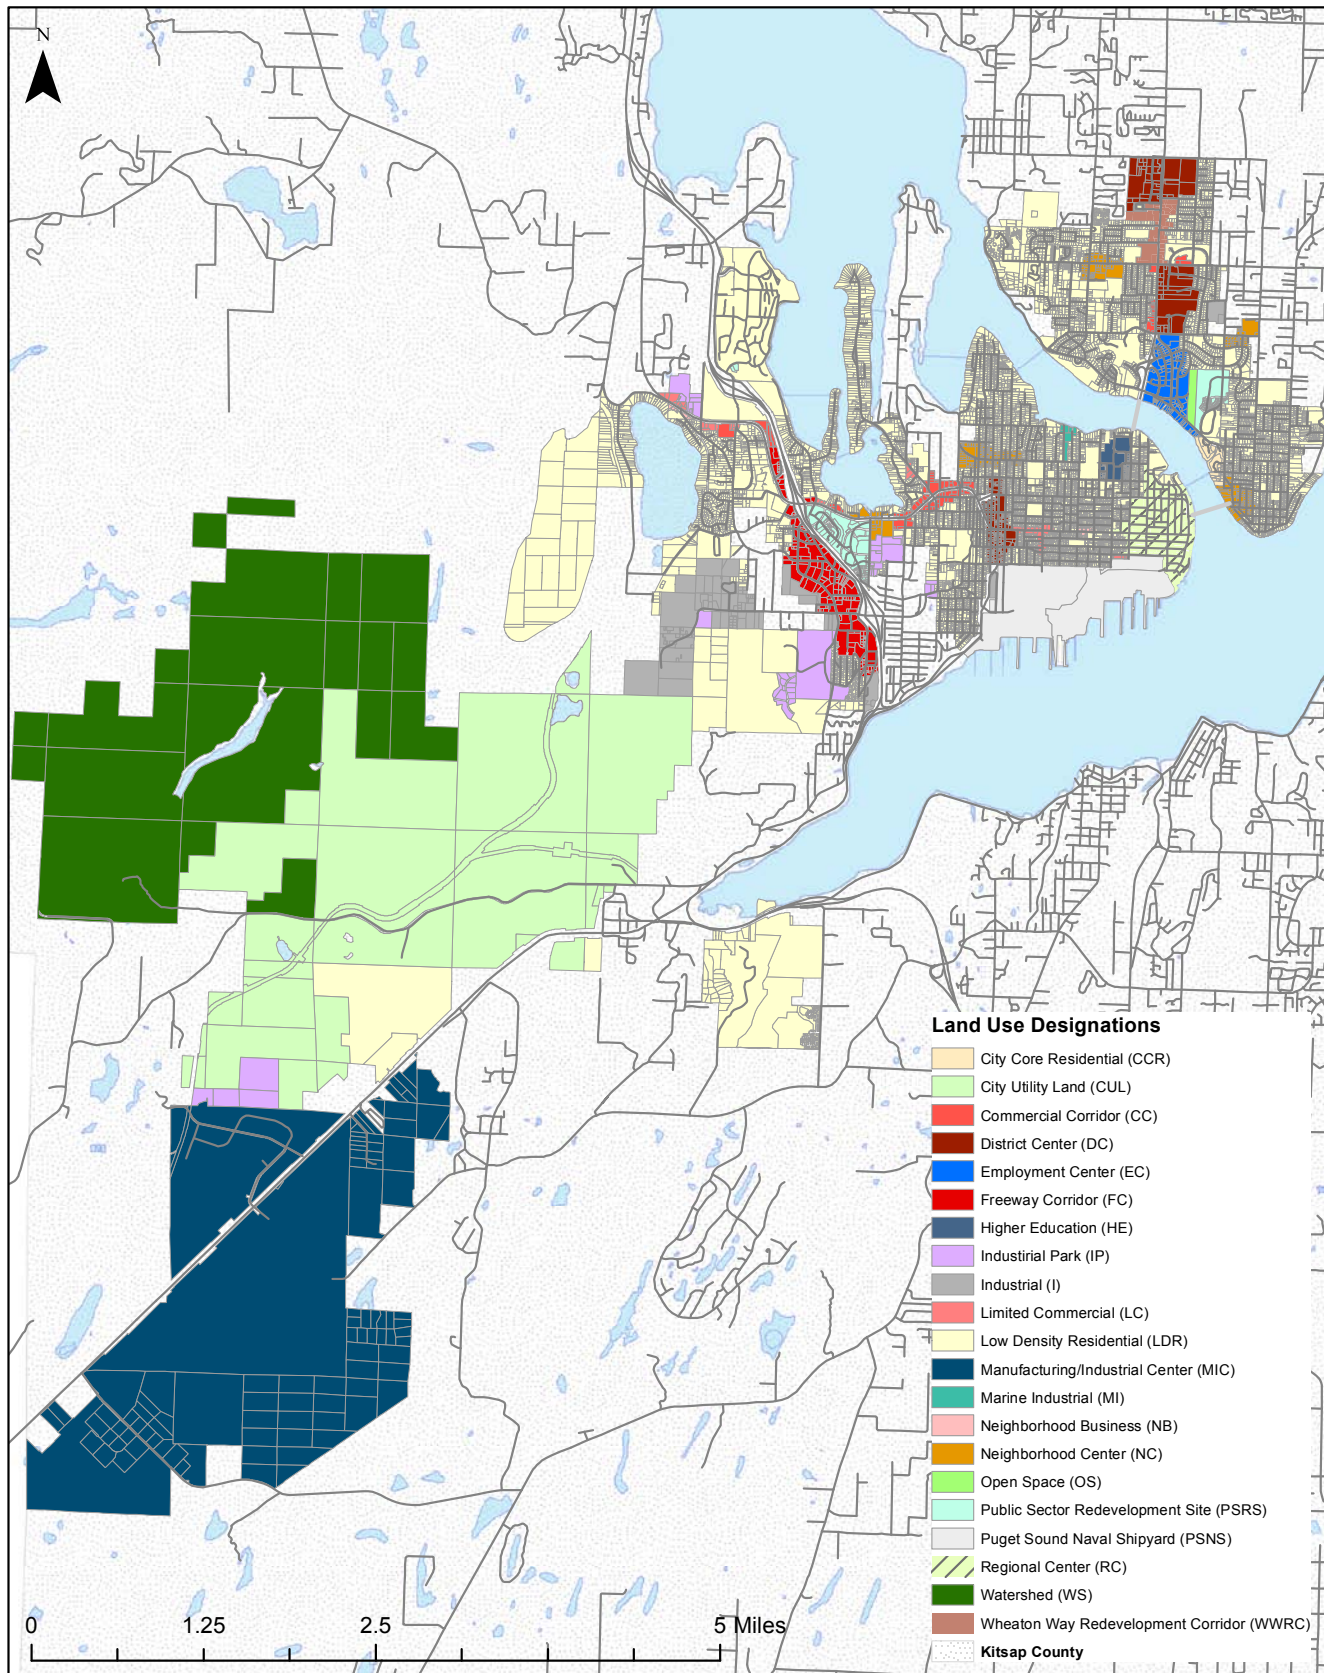 N
Land Use Designations
City Core Residential (CCR)
City Utility Land (CUL)
Commercial Corridor (CC)
District Center (DC)
Employment Center (EC)
Freeway Corridor (FC)
Higher Education (HE)
Industirial Park (IP)
Industrial (I)
Limited Commercial (LC)
Low Density Residential (LDR)
Manufacturing/Industrial Center (MIC)
Marine Industrial (MI)
Neighborhood Business (NB)
Neighborhood Center (NC)
Open Space (OS)
Public Sector Redevelopment Site (PSRS)
Puget Sound Naval Shipyard (PSNS)
Regional Center (RC)
Watershed (WS)
Wheaton Way Redevelopment Corridor (WWRC)
Kitsap County
0 1.25 2.5 5 Miles